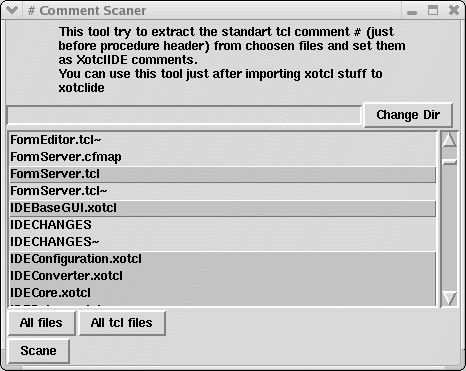 # Comment Scaner
This tool try to extract the standart tcl comment # (just
before procedure header) from choosen files and set them
as XotclIDE comments.
You can use this tool just after importing xotcl stuff to
xotclide
Change Dir
FormEditor.tcl~
FormServer.cfmap
FormServer.tcl
FormServer.tcl~
IDEBaseGUI.xotcl
IDECHANGES
IDECHANGES~
IDEConfiguration.xotcl
IDEConverter.xotcl
IDECore.xotcl
All files
All tcl files
Scane